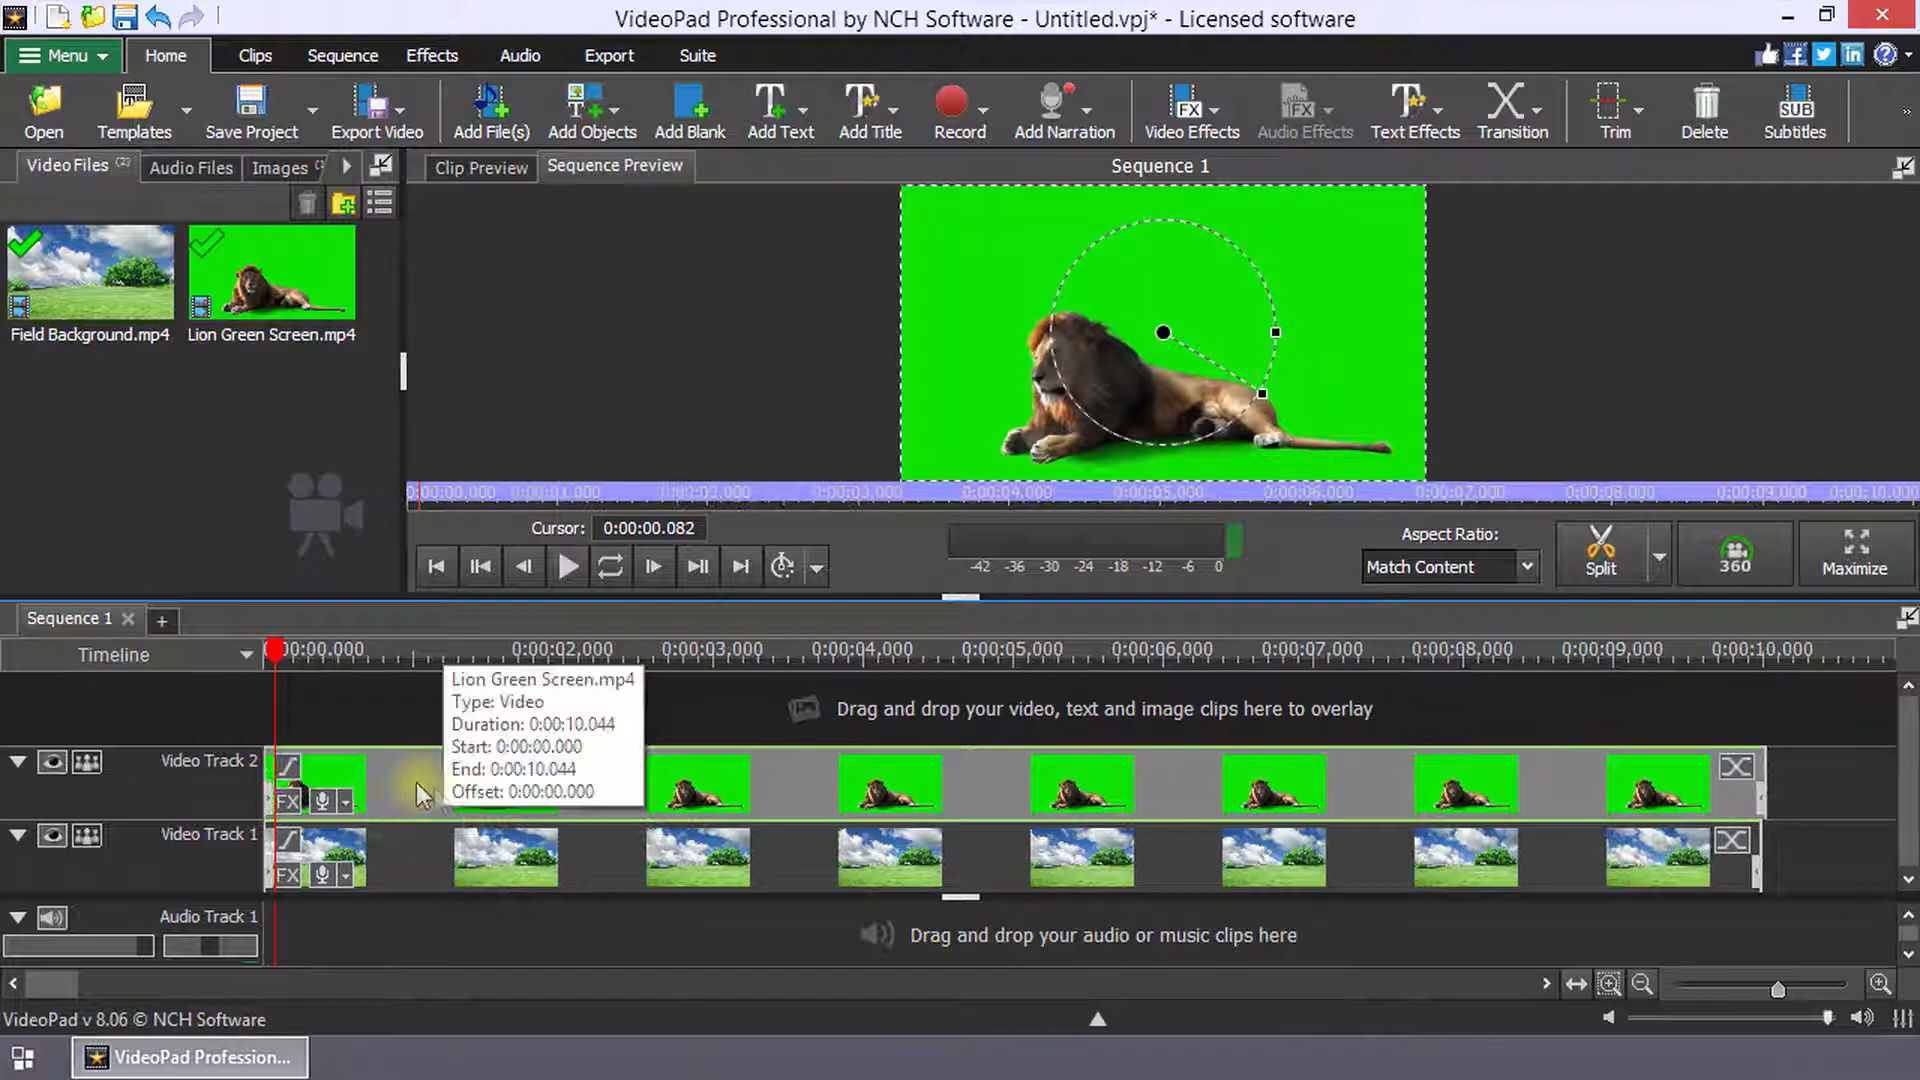 VideoPad Professional by NCH Software - Untitled.vpj* - Licensed software
Menu Home Clips Sequence Effects Audio Export Suite
Open Templates Save Project Export Video Add File(s) Add Objects Add Blank Add Text Add Title Record Add Narration Video Effects Audio Effects Text Effects Transition Trim Delete Subtitles
Video Files (2) Audio Files Images Clip Preview Sequence Preview Sequence 1
Field Background.mp4 Lion Green Screen.mp4
0:00:00.000 0:00:01.000 0:00:02.000 0:00:03.000 0:00:04.000 0:00:05.000 0:00:06.000 0:00:07.000 0:00:08.000 0:00:09.000 0:00:10.000
Cursor: 0:00:00.082
-42 -36 -30 -24 -18 -12 -6 0
Aspect Ratio:
Match Content
Split 360 Maximize
Sequence 1
Timeline
:00:00.000 0:00:02.000 0:00:03.000 0:00:04.000 0:00:05.000 0:00:06.000 0:00:07.000 0:00:08.000 0:00:09.000 0:00:10.000
Lion Green Screen.mp4
Type: Video
Duration: 0:00:10.044
Start: 0:00:00.000
End: 0:00:10.044
Offset: 0:00:00.000
Drag and drop your video, text and image clips here to overlay
Video Track 2
FX
Video Track 1
FX
Audio Track 1
Drag and drop your audio or music clips here
VideoPad v 8.06 © NCH Software
VideoPad Profession...